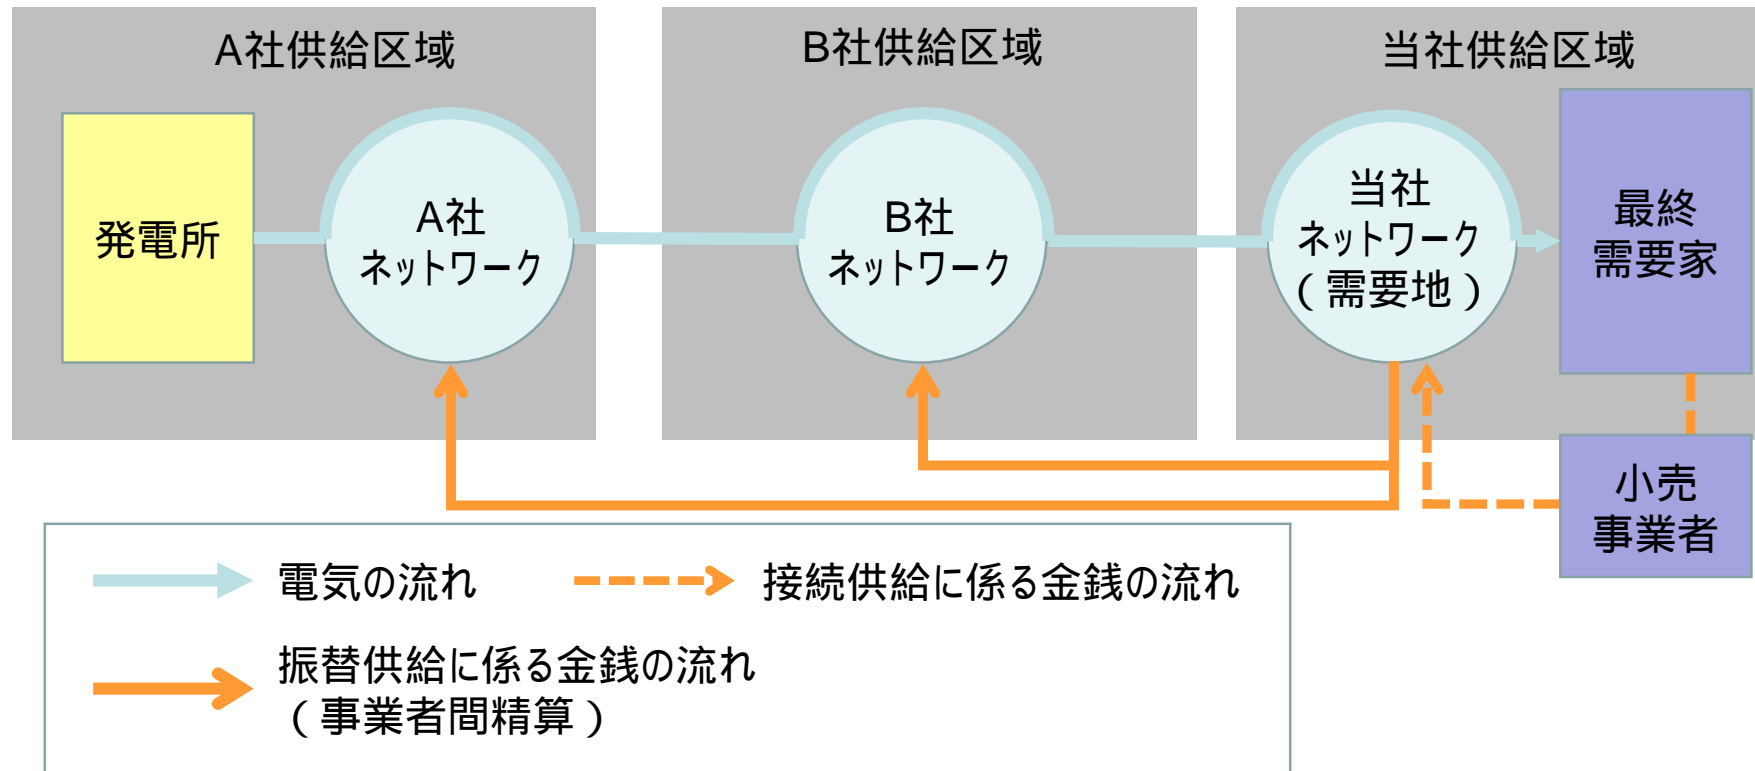 A社供給区域
B社供給区域
当社供給区域
発電所
A社
ネットワーク
B社
ネットワーク
当社
ネットワーク
(需要地)
最終
需要家
小売
事業者
電気の流れ
接続供給に係る金銭の流れ
振替供給に係る金銭の流れ
(事業者間精算)